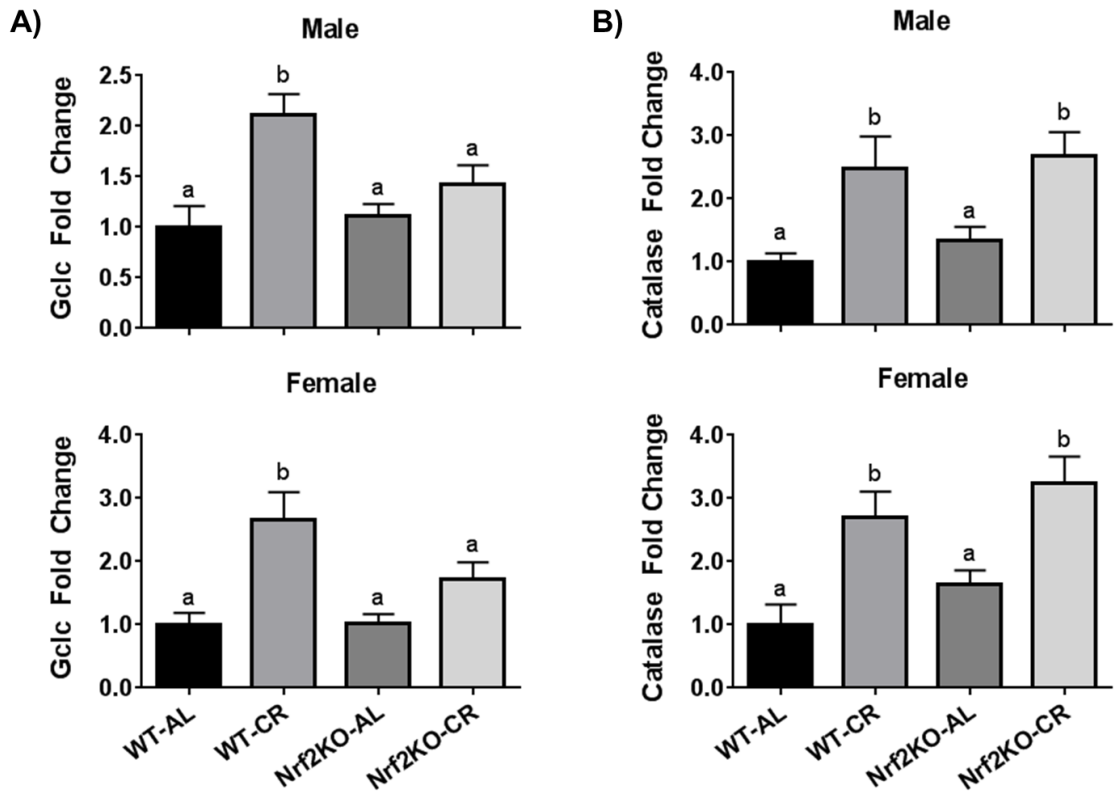 A)
Male
Gclc Fold Change
2.5
2.0
1.5
1.0
0.5
0.0
a
b
a
a
Female
Gclc Fold Change
4.0
3.0
2.0
1.0
0.0
a
b
a
a
WT-AL
WT-CR
Nrf2KO-AL
Nrf2KO-CR
B)
Male
Catalase Fold Change
4.0
3.0
2.0
1.0
0.0
a
b
a
b
Female
Catalase Fold Change
4.0
3.0
2.0
1.0
0.0
a
b
a
b
WT-AL
WT-CR
Nrf2KO-AL
Nrf2KO-CR